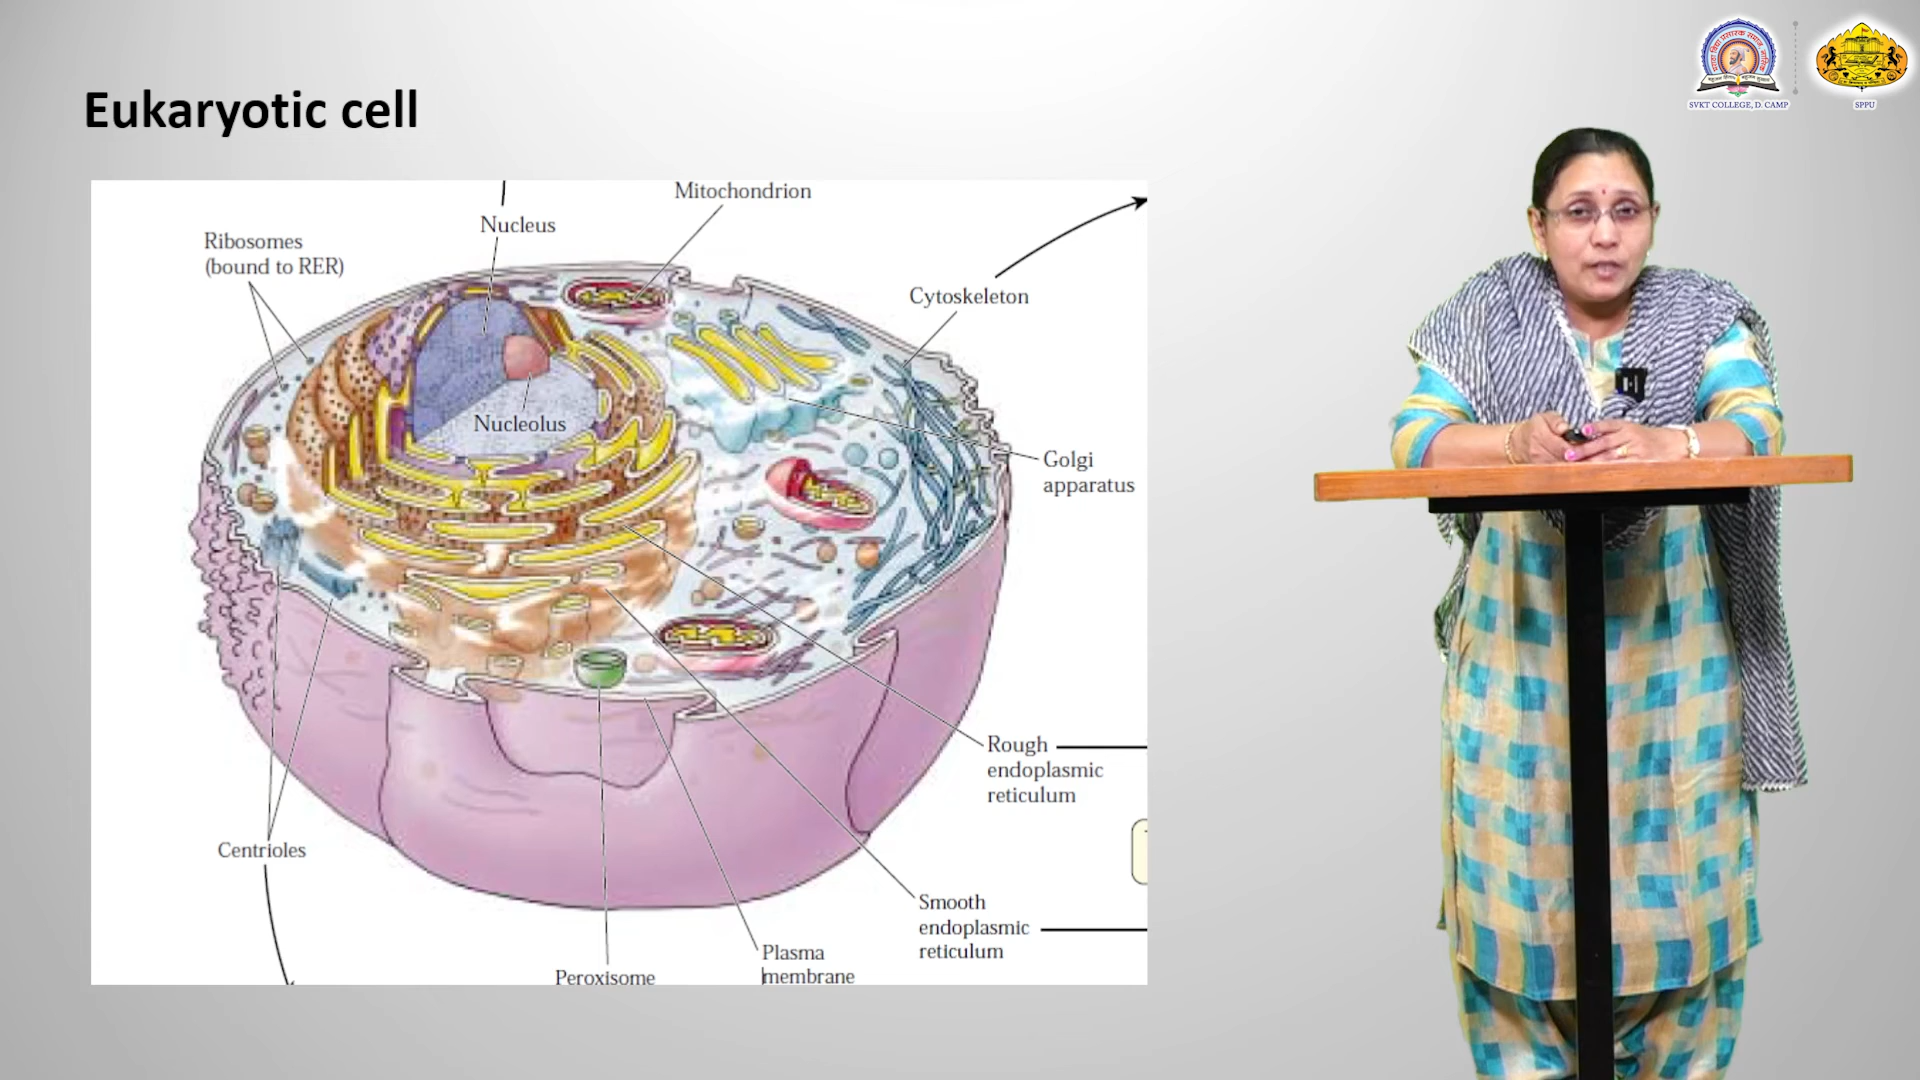 SVKT COLLEGE, D. CAMP
SPPU
Eukaryotic cell
Mitochondrion
Nucleus
Ribosomes
(bound to RER)
Cytoskeleton
Nucleolus
Golgi
apparatus
Rough
endoplasmic
reticulum
Centrioles
Smooth
endoplasmic
reticulum
Plasma
membrane
Peroxisome